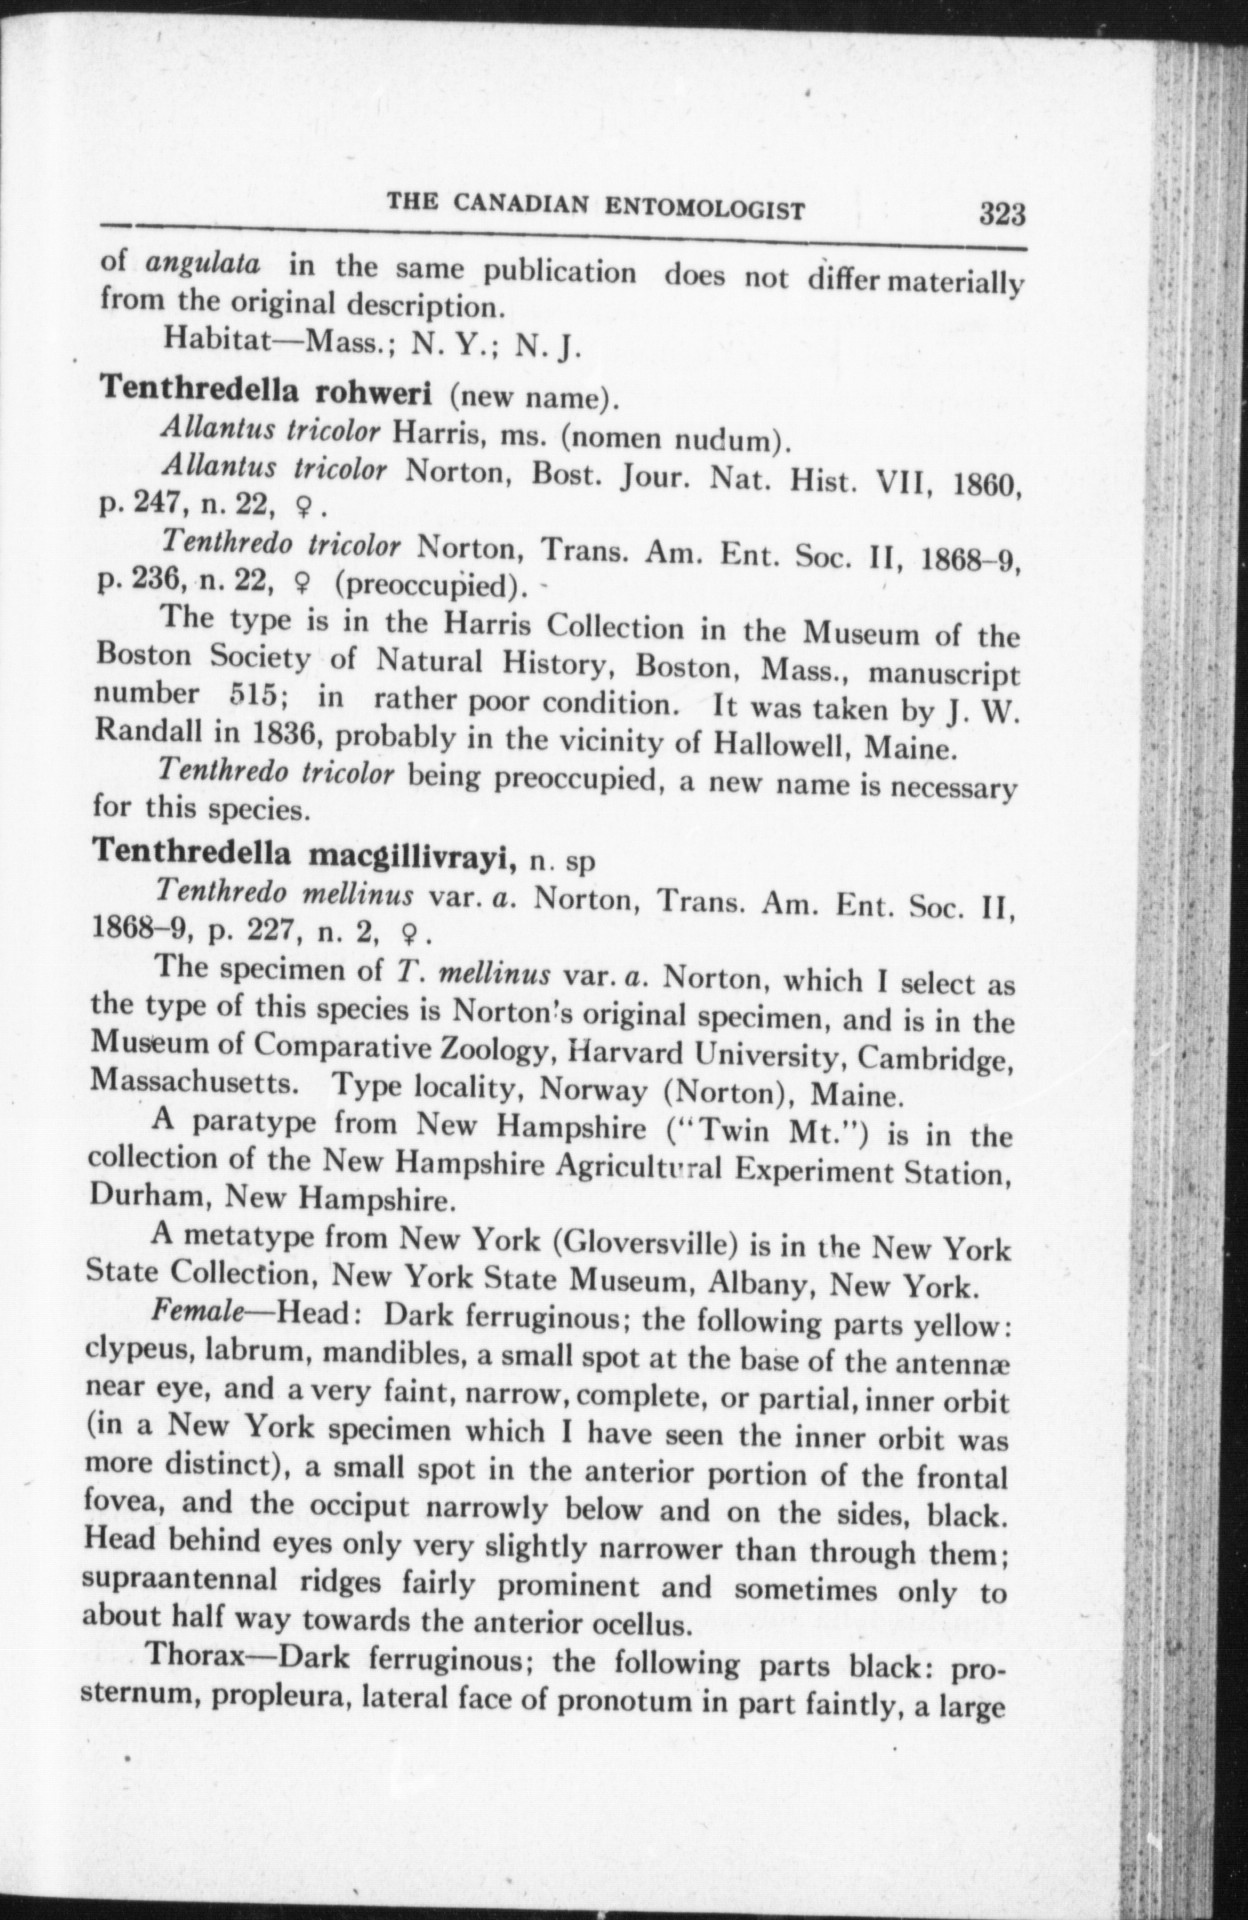 THE CANADIAN ENTOMOLOGIST 323
of angulata in the same publication does not differ materially
from the original description.
Habitat—Mass.; N. Y.; N. J.
Tenthredella rohweri (new name).
Allantus tricolor Harris, ms. (nomen nudum).
Allantus tricolor Norton, Bost. Jour. Nat. Hist. VII, 1860,
p. 247, n. 22, ♀.
Tenthredo tricolor Norton, Trans. Am. Ent. Soc. II, 1868–9,
p. 236, n. 22, ♀ (preoccupied).
The type is in the Harris Collection in the Museum of the
Boston Society of Natural History, Boston, Mass., manuscript
number 515; in rather poor condition. It was taken by J. W.
Randall in 1836, probably in the vicinity of Hallowell, Maine.
Tenthredo tricolor being preoccupied, a new name is necessary
for this species.
Tenthredella macgillivrayi, n. sp
Tenthredo mellinus var. a. Norton, Trans. Am. Ent. Soc. II,
1868–9, p. 227, n. 2, ♀.
The specimen of T. mellinus var. a. Norton, which I select as
the type of this species is Norton's original specimen, and is in the
Museum of Comparative Zoology, Harvard University, Cambridge,
Massachusetts. Type locality, Norway (Norton), Maine.
A paratype from New Hampshire ("Twin Mt.") is in the
collection of the New Hampshire Agricultural Experiment Station,
Durham, New Hampshire.
A metatype from New York (Gloversville) is in the New York
State Collection, New York State Museum, Albany, New York.
Female—Head: Dark ferruginous; the following parts yellow:
clypeus, labrum, mandibles, a small spot at the base of the antennæ
near eye, and a very faint, narrow, complete, or partial, inner orbit
(in a New York specimen which I have seen the inner orbit was
more distinct), a small spot in the anterior portion of the frontal
fovea, and the occiput narrowly below and on the sides, black.
Head behind eyes only very slightly narrower than through them;
supraantennal ridges fairly prominent and sometimes only to
about half way towards the anterior ocellus.
Thorax—Dark ferruginous; the following parts black: pro-
sternum, propleura, lateral face of pronotum in part faintly, a large